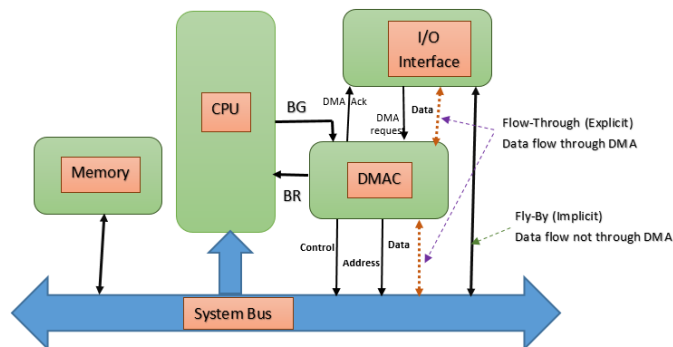 I/O
Interface
CPU
BG
DMA Ack
DMA
request
Data
Flow-Through (Explicit)
Data flow through DMA
Memory
DMAC
BR
Fly-By (Implicit)
Data flow not through DMA
Control
Address
Data
System Bus